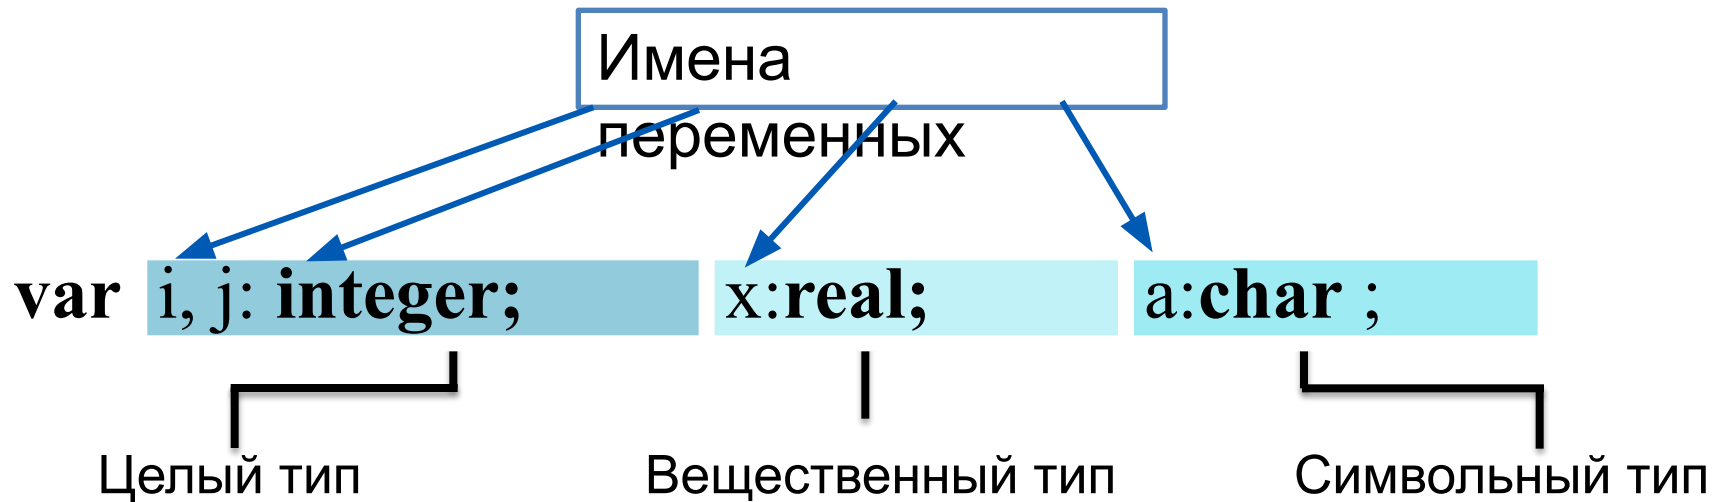 Имена
переменных
var i, j: integer; x:real; a:char ;
Целый тип Вещественный тип Символьный тип